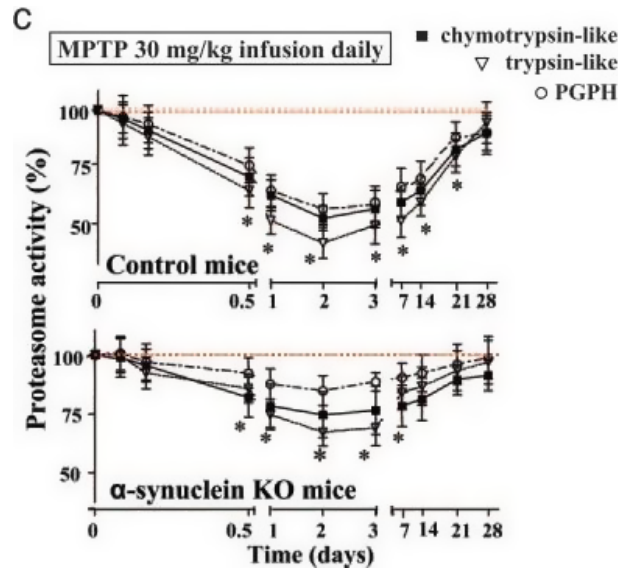 C
MPTP 30 mg/kg infusion daily
■ chymotrypsin-like
▽ trypsin-like
○ PGPH
Proteasome activity (%)
100
75
50
* * * * * * *
Control mice
0 0.5 1 2 3 7 14 21 28
100
75
50
* * * * *
α-synuclein KO mice
0 0.5 1 2 3 7 14 21 28
Time (days)